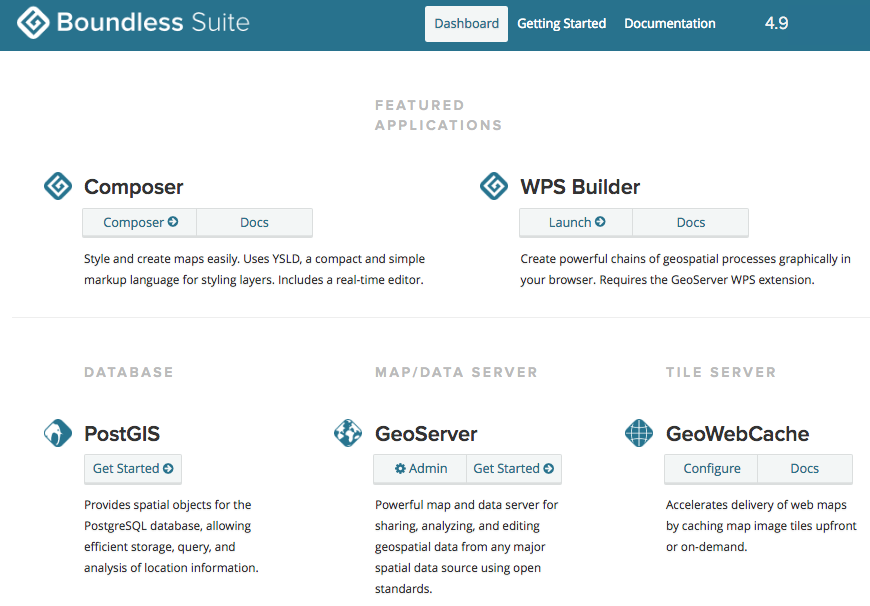 Boundless Suite
Dashboard
Getting Started
Documentation
4.9
FEATURED
APPLICATIONS
Composer
Composer
Docs
Style and create maps easily. Uses YSLD, a compact and simple
markup language for styling layers. Includes a real-time editor.
WPS Builder
Launch
Docs
Create powerful chains of geospatial processes graphically in
your browser. Requires the GeoServer WPS extension.
DATABASE
PostGIS
Get Started
Provides spatial objects for the
PostgreSQL database, allowing
efficient storage, query, and
analysis of location information.
MAP/DATA SERVER
GeoServer
Admin
Get Started
Powerful map and data server for
sharing, analyzing, and editing
geospatial data from any major
spatial data source using open
standards.
TILE SERVER
GeoWebCache
Configure
Docs
Accelerates delivery of web maps
by caching map image tiles upfront
or on-demand.